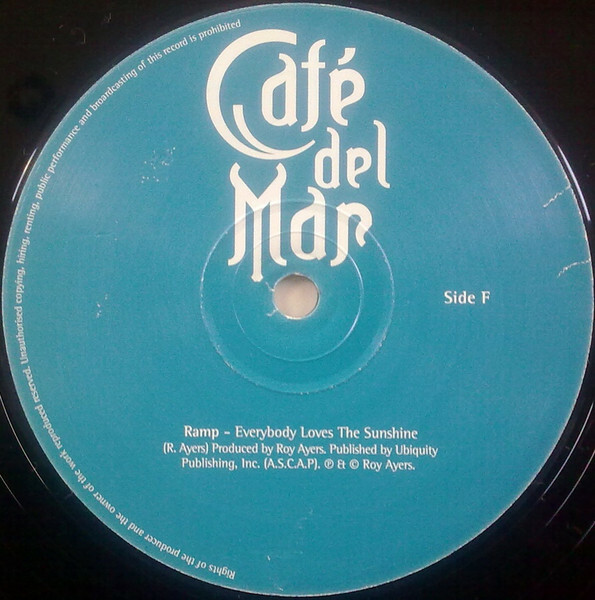 Café
del
Mar
Side F
Ramp – Everybody Loves The Sunshine
(R. Ayers) Produced by Roy Ayers. Published by Ubiquity
Publishing, Inc. (A.S.C.A.P). ℗ & © Roy Ayers.
Rights of the producer and the owner of the work reproduced reserved. Unauthorised copying, hiring, renting, public performance and broadcasting of this record is prohibited